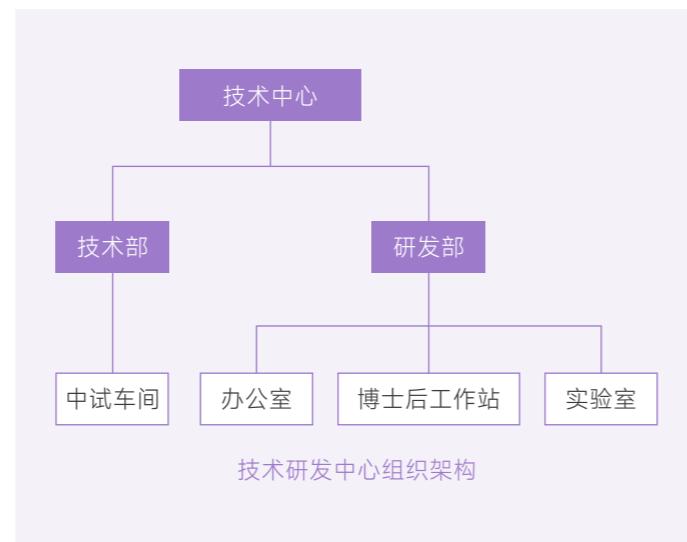 技术中心
技术部
研发部
中试车间
办公室
博士后工作站
实验室
技术研发中心组织架构